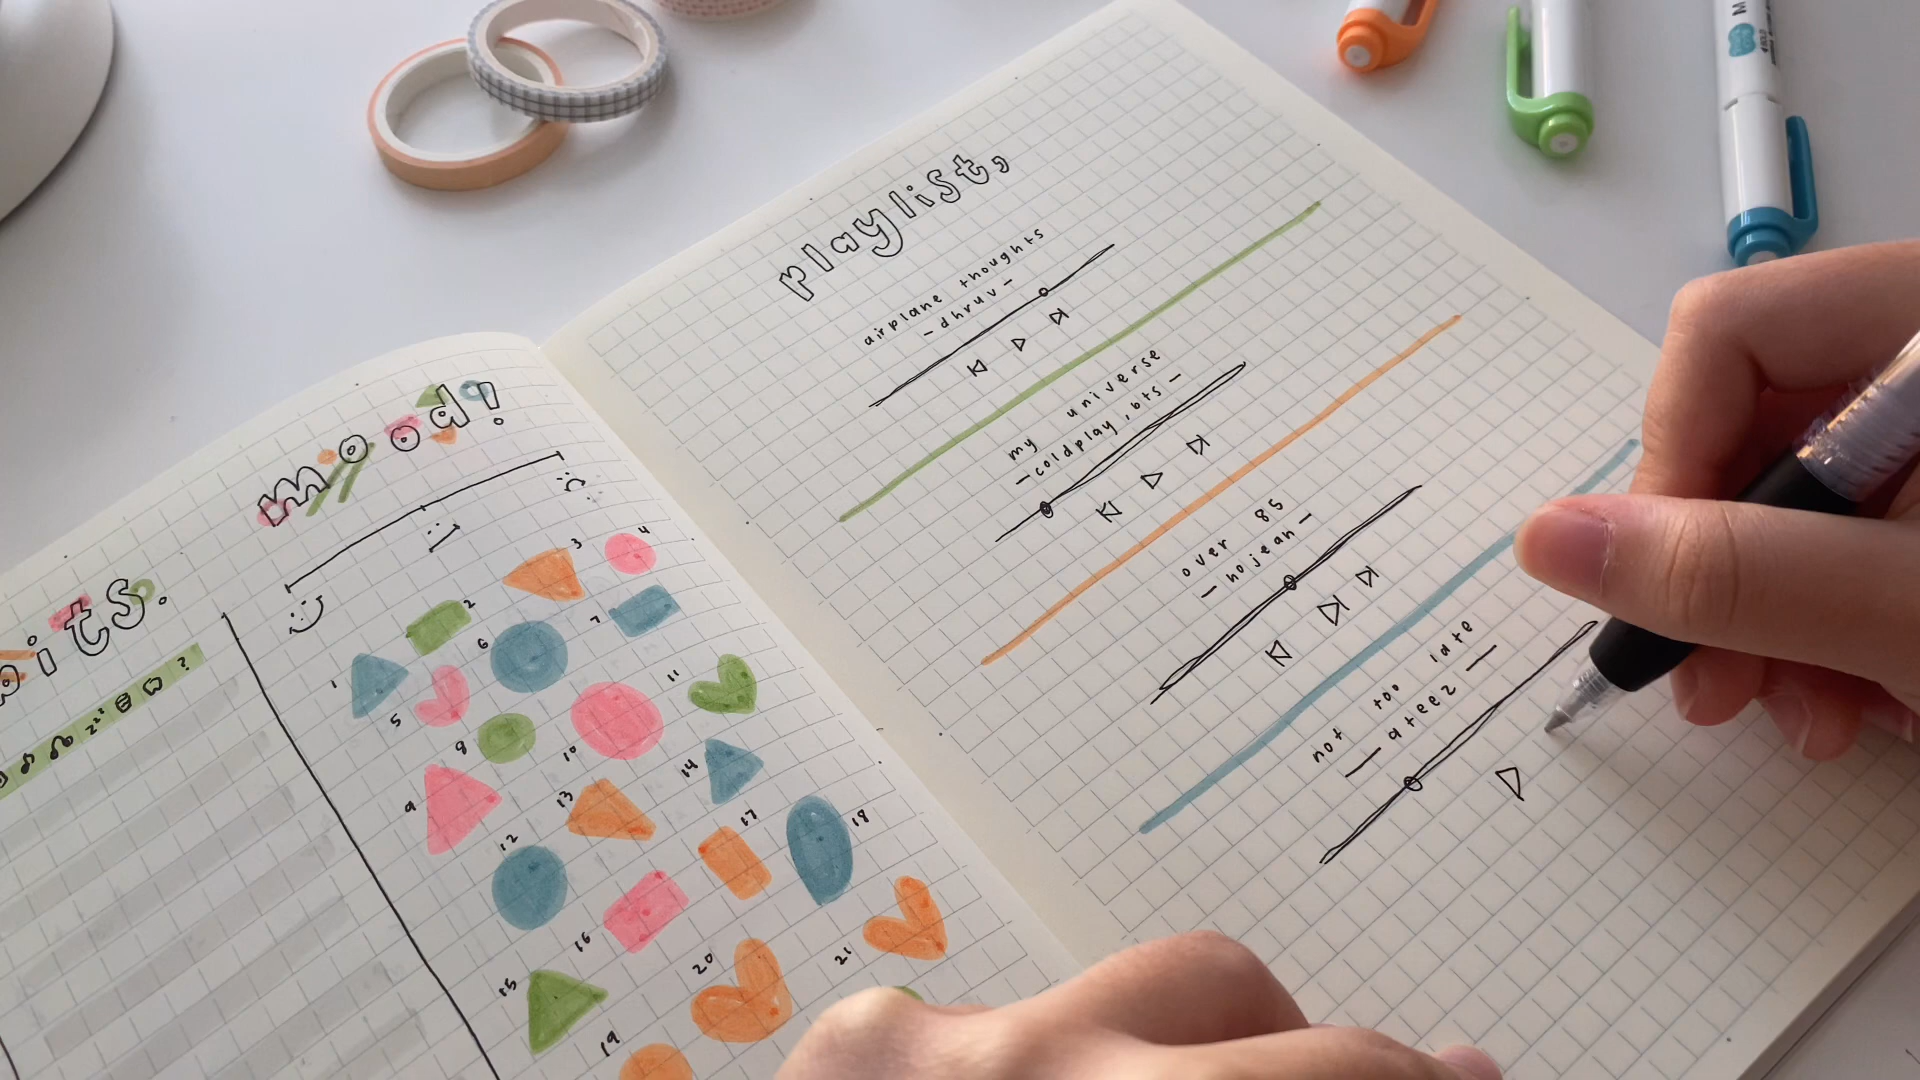 its.
?
mood!
1
2
3
4
5
6
7
8
9
10
11
12
13
14
15
16
17
18
19
20
21
playlist,
airplane thoughts
- dhruv -
my universe
- coldplay, bts -
over 85
- hojean -
not too late
- ateez -